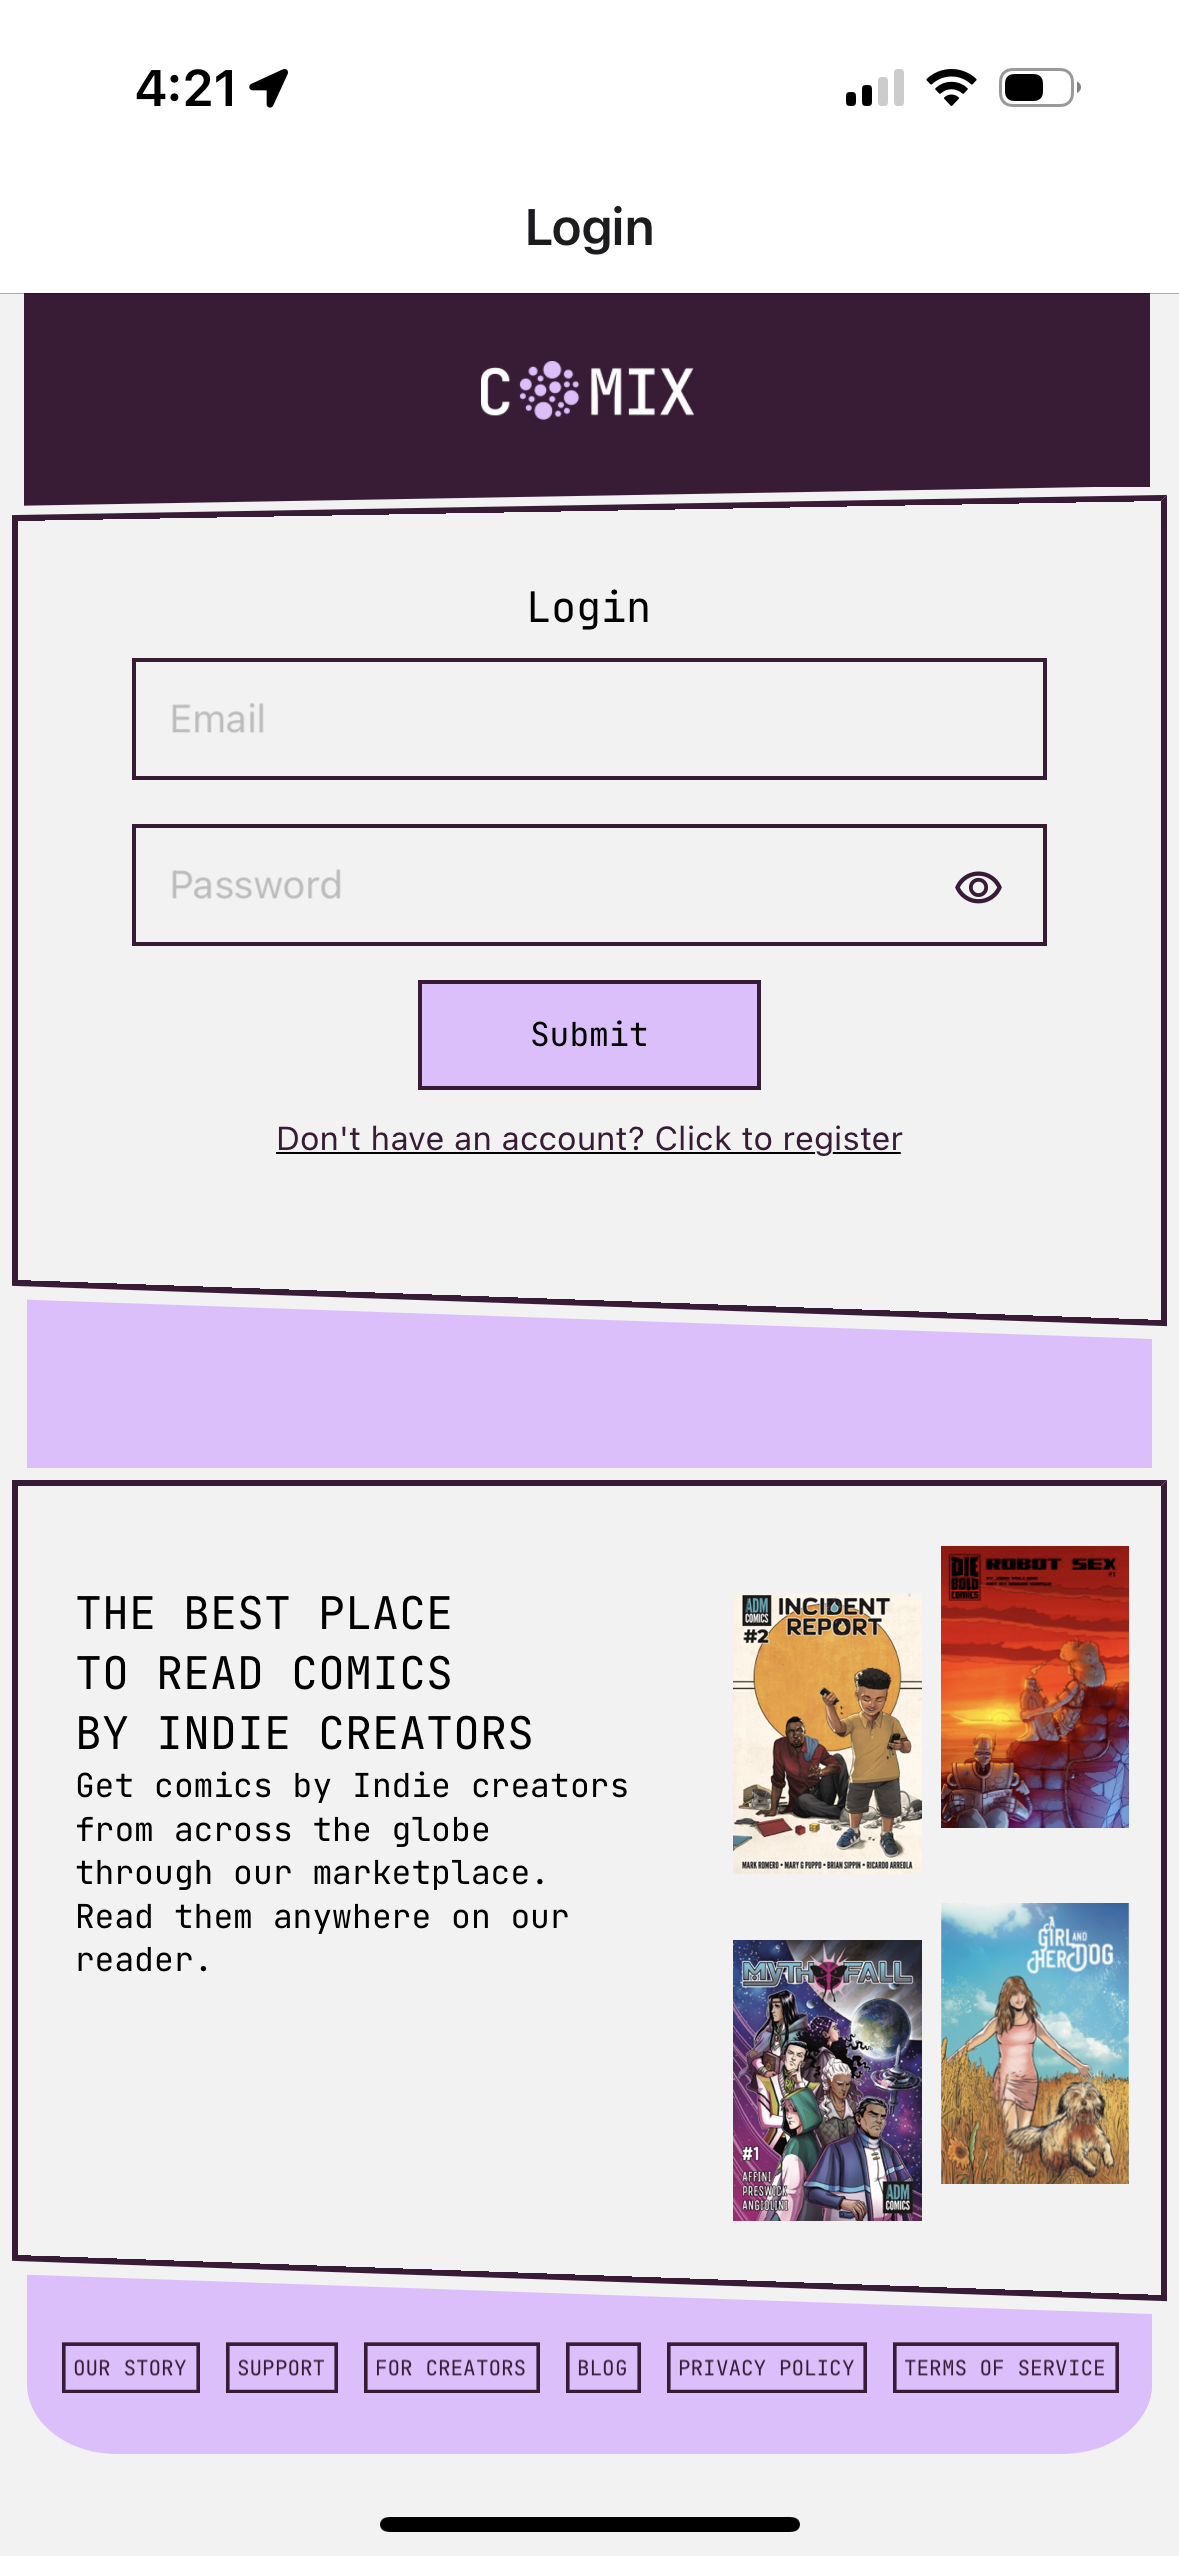 4:21
Login
C MIX
Login
Email
Password
Submit
Don't have an account? Click to register
THE BEST PLACE
TO READ COMICS
BY INDIE CREATORS
Get comics by Indie creators
from across the globe
through our marketplace.
Read them anywhere on our
reader.
ADM
COMICS
#2
INCIDENT
REPORT
MARK ROMERO • MARY G PUPPO • BRIAN SIPPIN • RICARDO ARREOLA
DIE
BOLD
COMICS
ROBOT SEX
#1
MYTH FALL
#1
AFFINI
PRESWICK
ANGIOLINI
ADM
COMICS
A
GIRL AND
HER DOG
OUR STORY
SUPPORT
FOR CREATORS
BLOG
PRIVACY POLICY
TERMS OF SERVICE